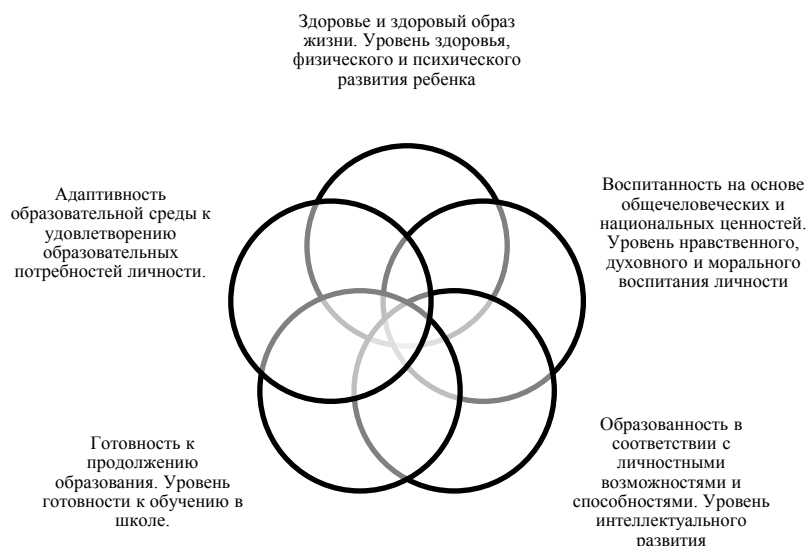 Здоровье и здоровый образ
жизни. Уровень здоровья,
физического и психического
развития ребенка
Адаптивность
образовательной среды к
удовлетворению
образовательных
потребностей личности.
Воспитанность на основе
общечеловеческих и
национальных ценностей.
Уровень нравственного,
духовного и морального
воспитания личности
Готовность к
продолжению
образования. Уровень
готовности к обучению в
школе.
Образованность в
соответствии с
личностными
возможностями и
способностями. Уровень
интеллектуального
развития